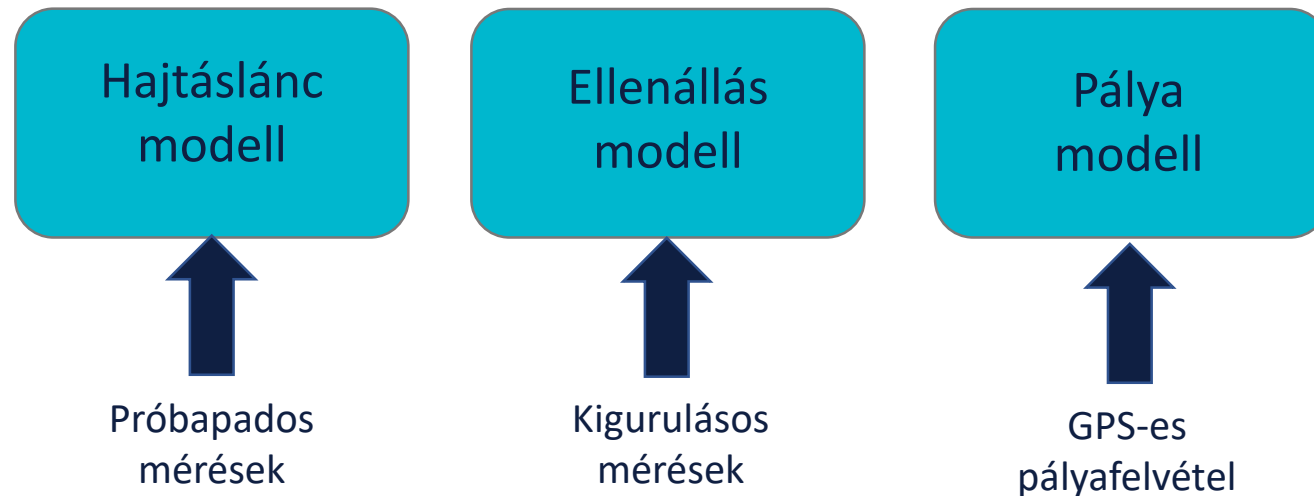 Hajtáslánc
modell
Ellenállás
modell
Pálya
modell
Próbapados
mérések
Kigurulásos
mérések
GPS-es
pályafelvétel